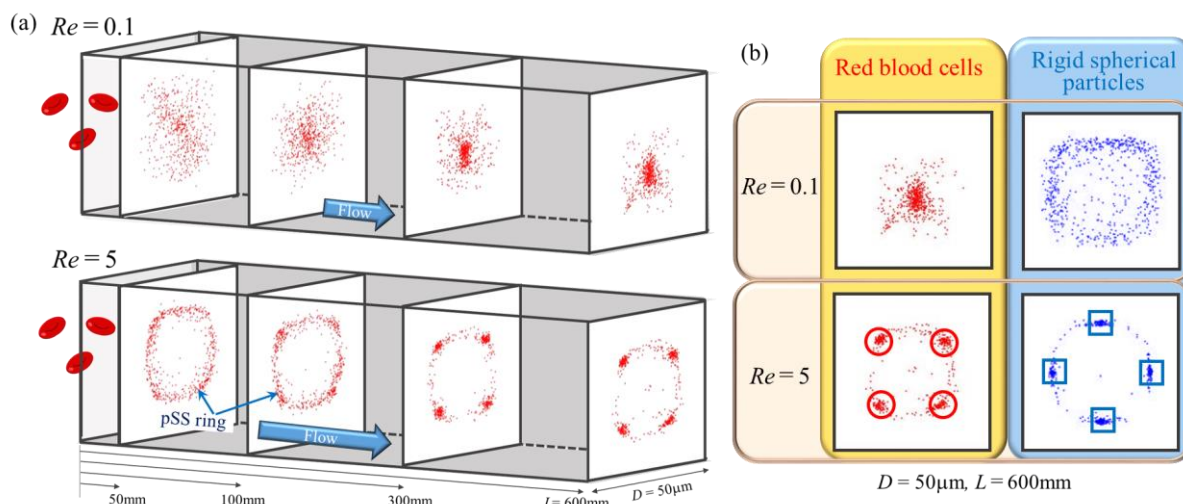 (a)
Re = 0.1
Flow
Re = 5
pSS ring
Flow
50mm
100mm
300mm
L = 600mm
D = 50μm
(b)
Red blood cells
Rigid spherical
particles
Re = 0.1
Re = 5
D = 50μm, L = 600mm